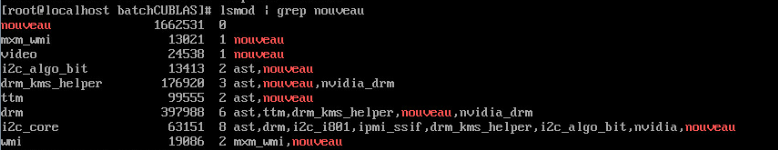 [root@localhost batchCUBLAS]# lsmod | grep nouveau
nouveau 1662531 0
mxm_wmi 13021 1 nouveau
video 24538 1 nouveau
i2c_algo_bit 13413 2 ast,nouveau
drm_kms_helper 176920 3 ast,nouveau,nvidia_drm
ttm 99555 2 ast,nouveau
drm 397988 6 ast,ttm,drm_kms_helper,nouveau,nvidia_drm
i2c_core 63151 8 ast,drm,i2c_i801,ipmi_ssif,drm_kms_helper,i2c_algo_bit,nvidia,nouveau
wmi 19086 2 mxm_wmi,nouveau